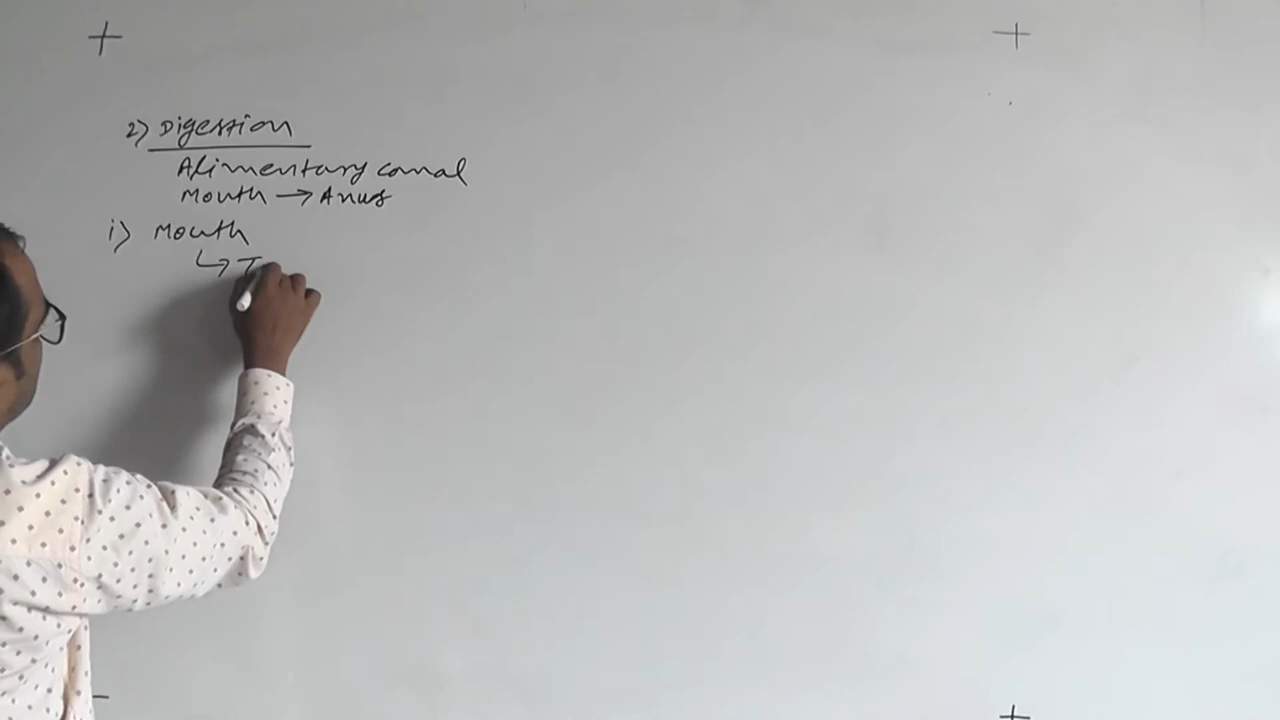 2) Digestion
Alimentary canal
Mouth → Anus
i) Mouth
↳ T